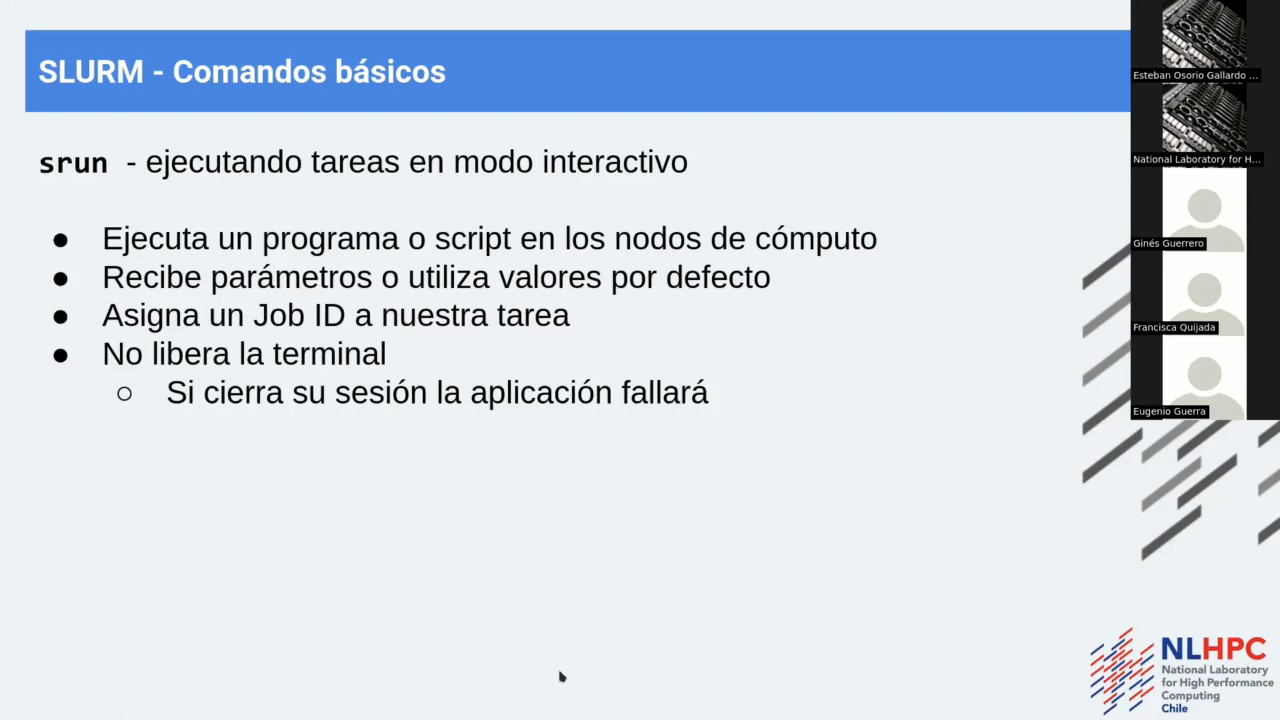 SLURM - Comandos básicos
srun - ejecutando tareas en modo interactivo
● Ejecuta un programa o script en los nodos de cómputo
● Recibe parámetros o utiliza valores por defecto
● Asigna un Job ID a nuestra tarea
● No libera la terminal
○ Si cierra su sesión la aplicación fallará
Esteban Osorio Gallardo ...
National Laboratory for H...
Ginés Guerrero
Francisca Quijada
Eugenio Guerra
NLHPC
National Laboratory
for High Performance
Computing
Chile